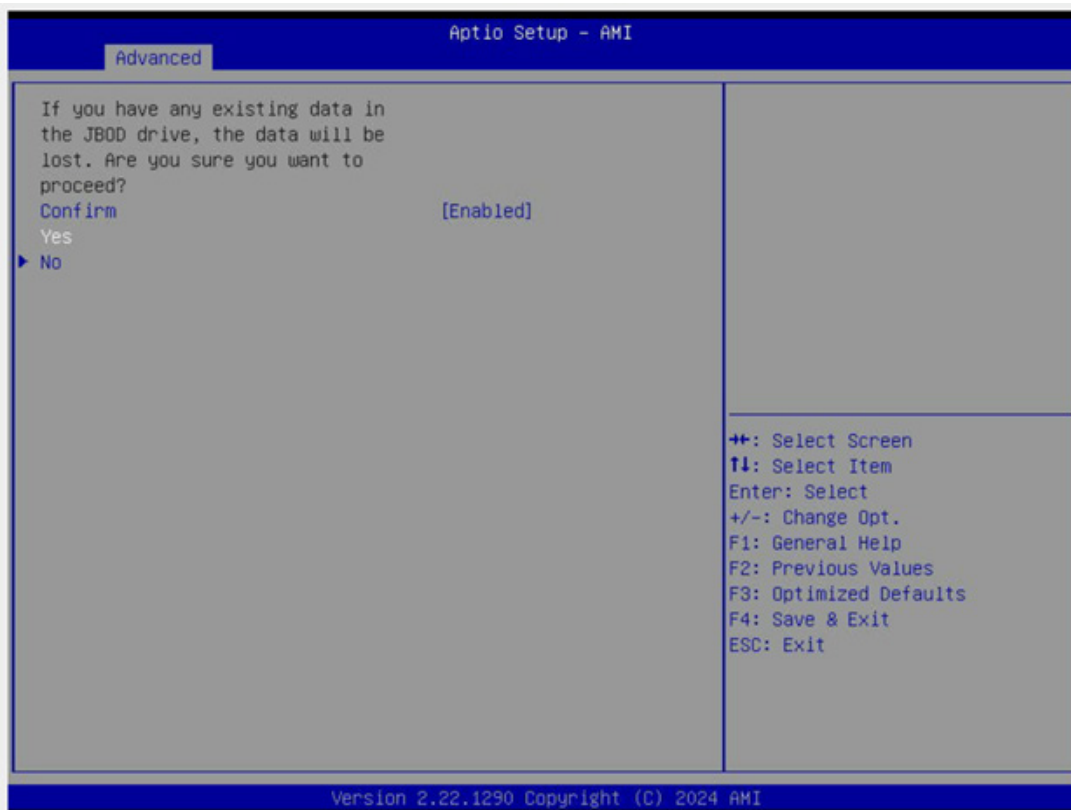 Aptio Setup – AMI
Advanced
If you have any existing data in
the JBOD drive, the data will be
lost. Are you sure you want to
proceed?
Confirm [Enabled]
Yes
No
→←: Select Screen
↑↓: Select Item
Enter: Select
+/-: Change Opt.
F1: General Help
F2: Previous Values
F3: Optimized Defaults
F4: Save & Exit
ESC: Exit
Version 2.22.1290 Copyright (C) 2024 AMI